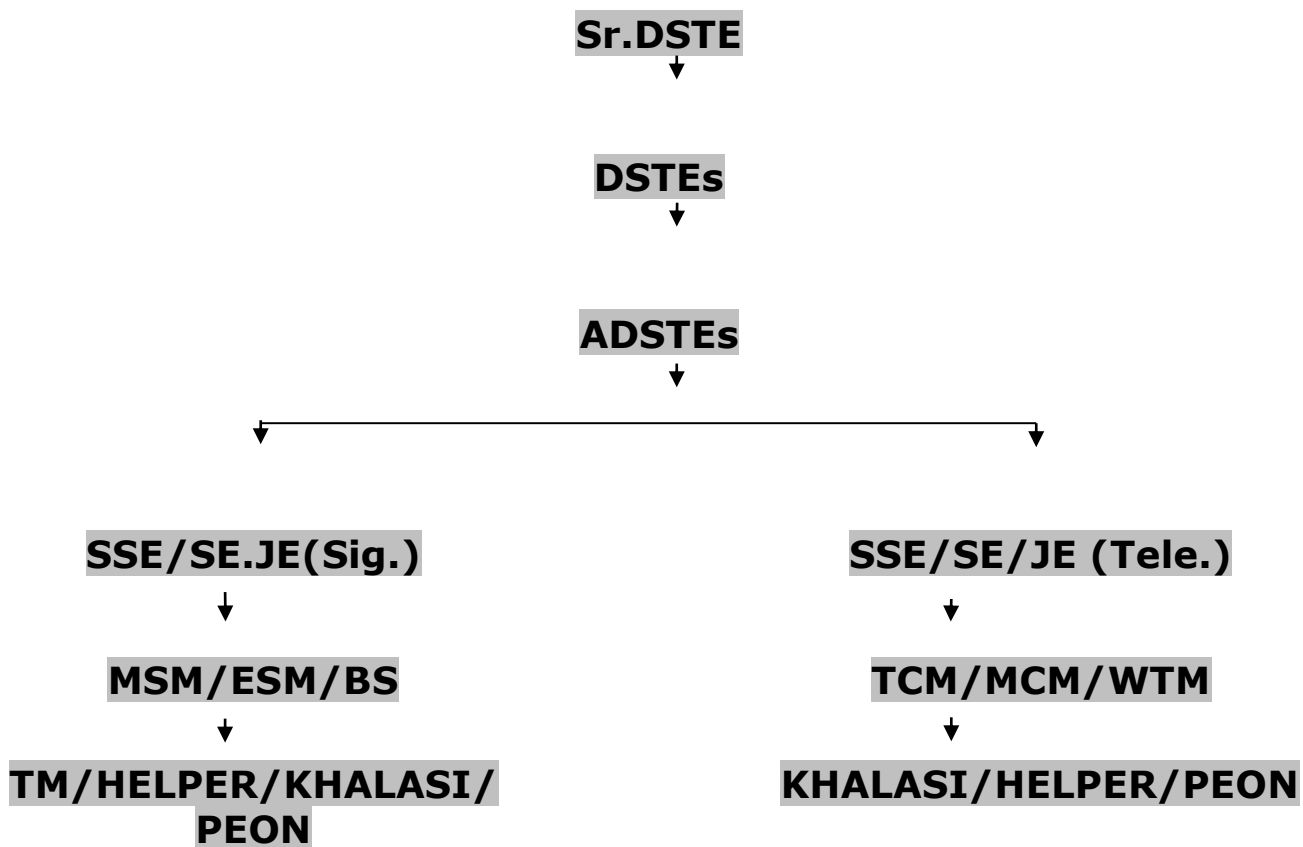 Sr.DSTE
DSTEs
ADSTEs
SSE/SE.JE(Sig.)
SSE/SE/JE (Tele.)
MSM/ESM/BS
TCM/MCM/WTM
TM/HELPER/KHALASI/
PEON
KHALASI/HELPER/PEON